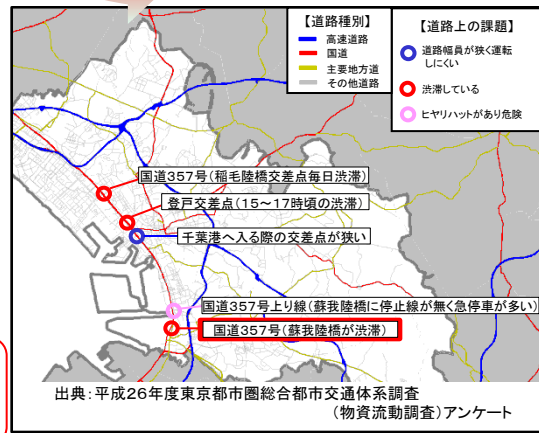 【道路種別】
高速道路
国道
主要地方道
その他道路
【道路上の課題】
道路幅員が狭く運転
しにくい
渋滞している
ヒヤリハットがあり危険
国道357号(稲毛陸橋交差点毎日渋滞)
登戸交差点(15~17時頃の渋滞)
千葉港へ入る際の交差点が狭い
国道357号上り線(蘇我陸橋に停止線が無く急停車が多い)
国道357号(蘇我陸橋が渋滞)
出典:平成26年度東京都市圏総合都市交通体系調査
(物資流動調査)アンケート